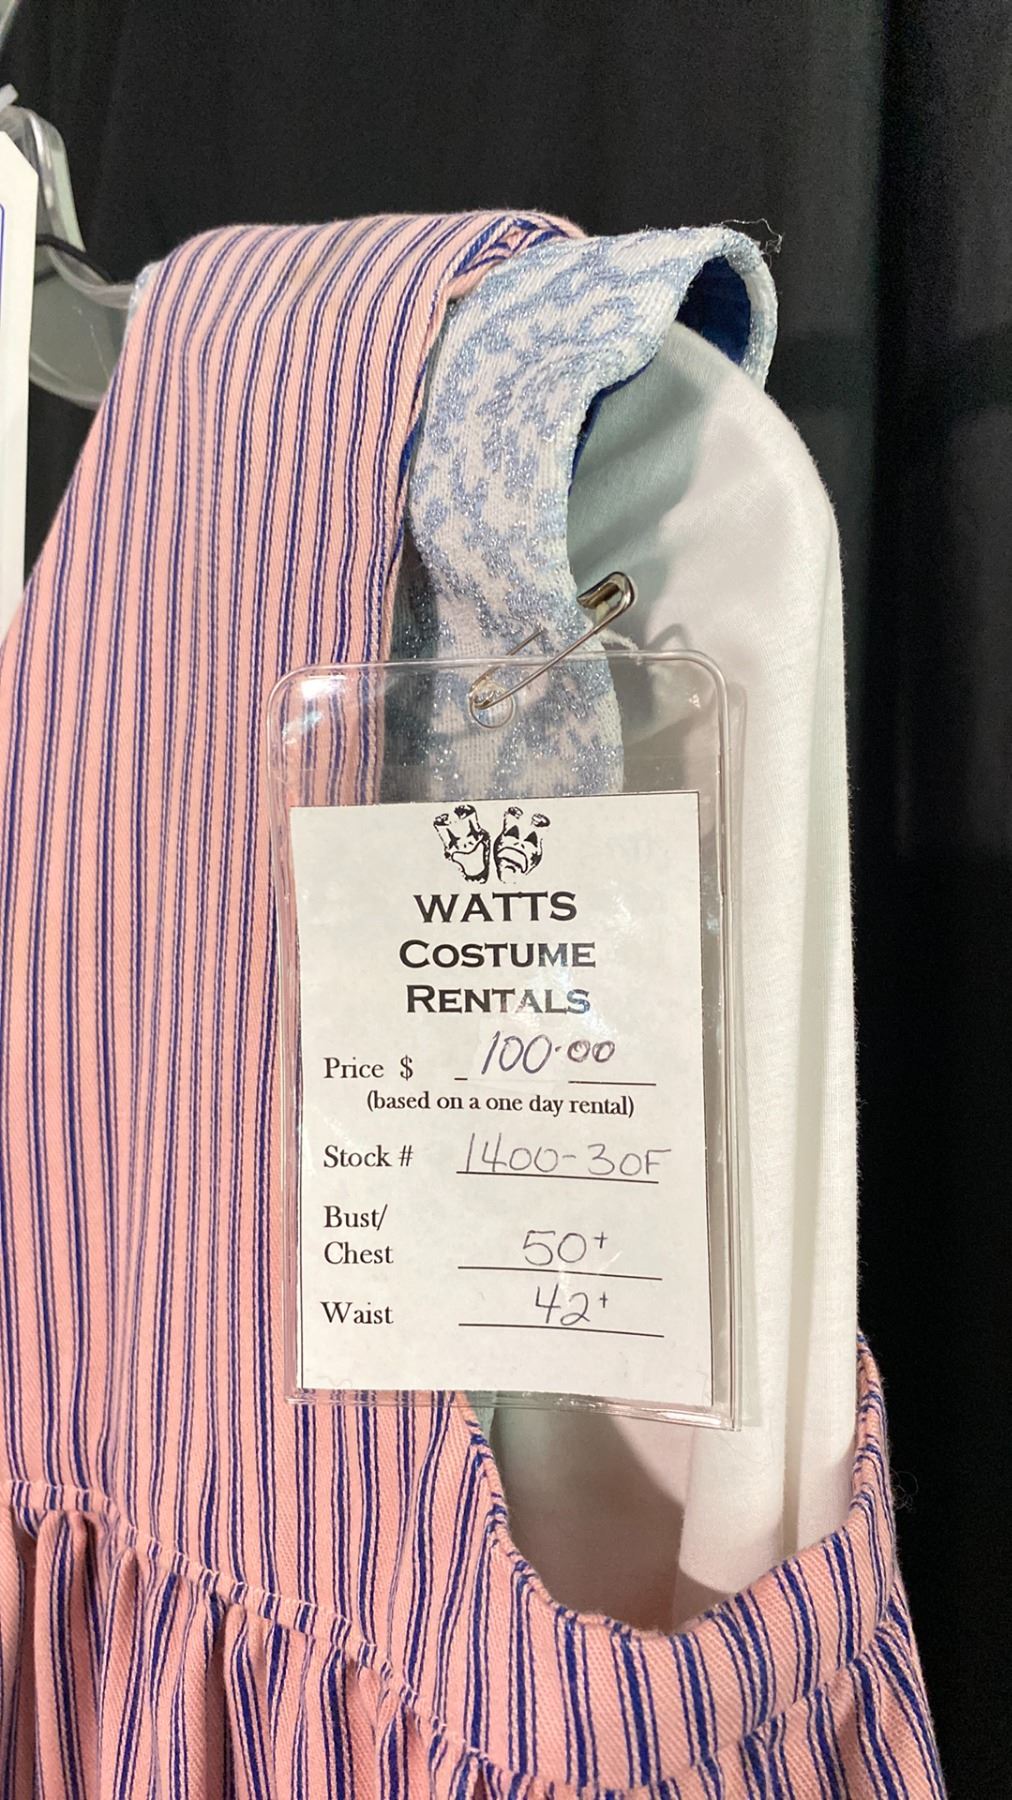 WATTS
COSTUME
RENTALS
Price $ 100.00
(based on a one day rental)
Stock # 1400-30F
Bust/
Chest 50+
Waist 42+